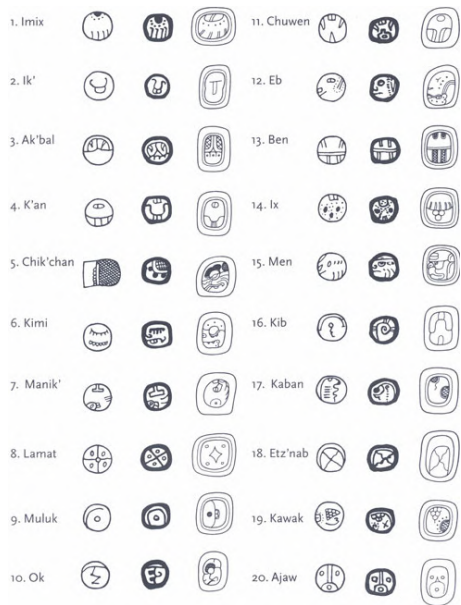 1. Imix
2. Ik'
3. Ak'bal
4. K'an
5. Chik'chan
6. Kimi
7. Manik'
8. Lamat
9. Muluk
10. Ok
11. Chuwen
12. Eb
13. Ben
14. Ix
15. Men
16. Kib
17. Kaban
18. Etz'nab
19. Kawak
20. Ajaw